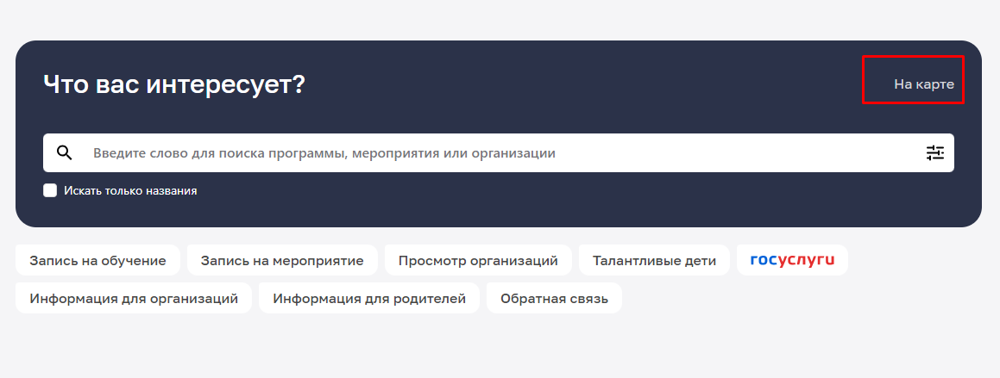 Что вас интересует?
На карте
Введите слово для поиска программы, мероприятия или организации
Искать только названия
Запись на обучение
Запись на мероприятие
Просмотр организаций
Талантливые дети
госуслуги
Информация для организаций
Информация для родителей
Обратная связь